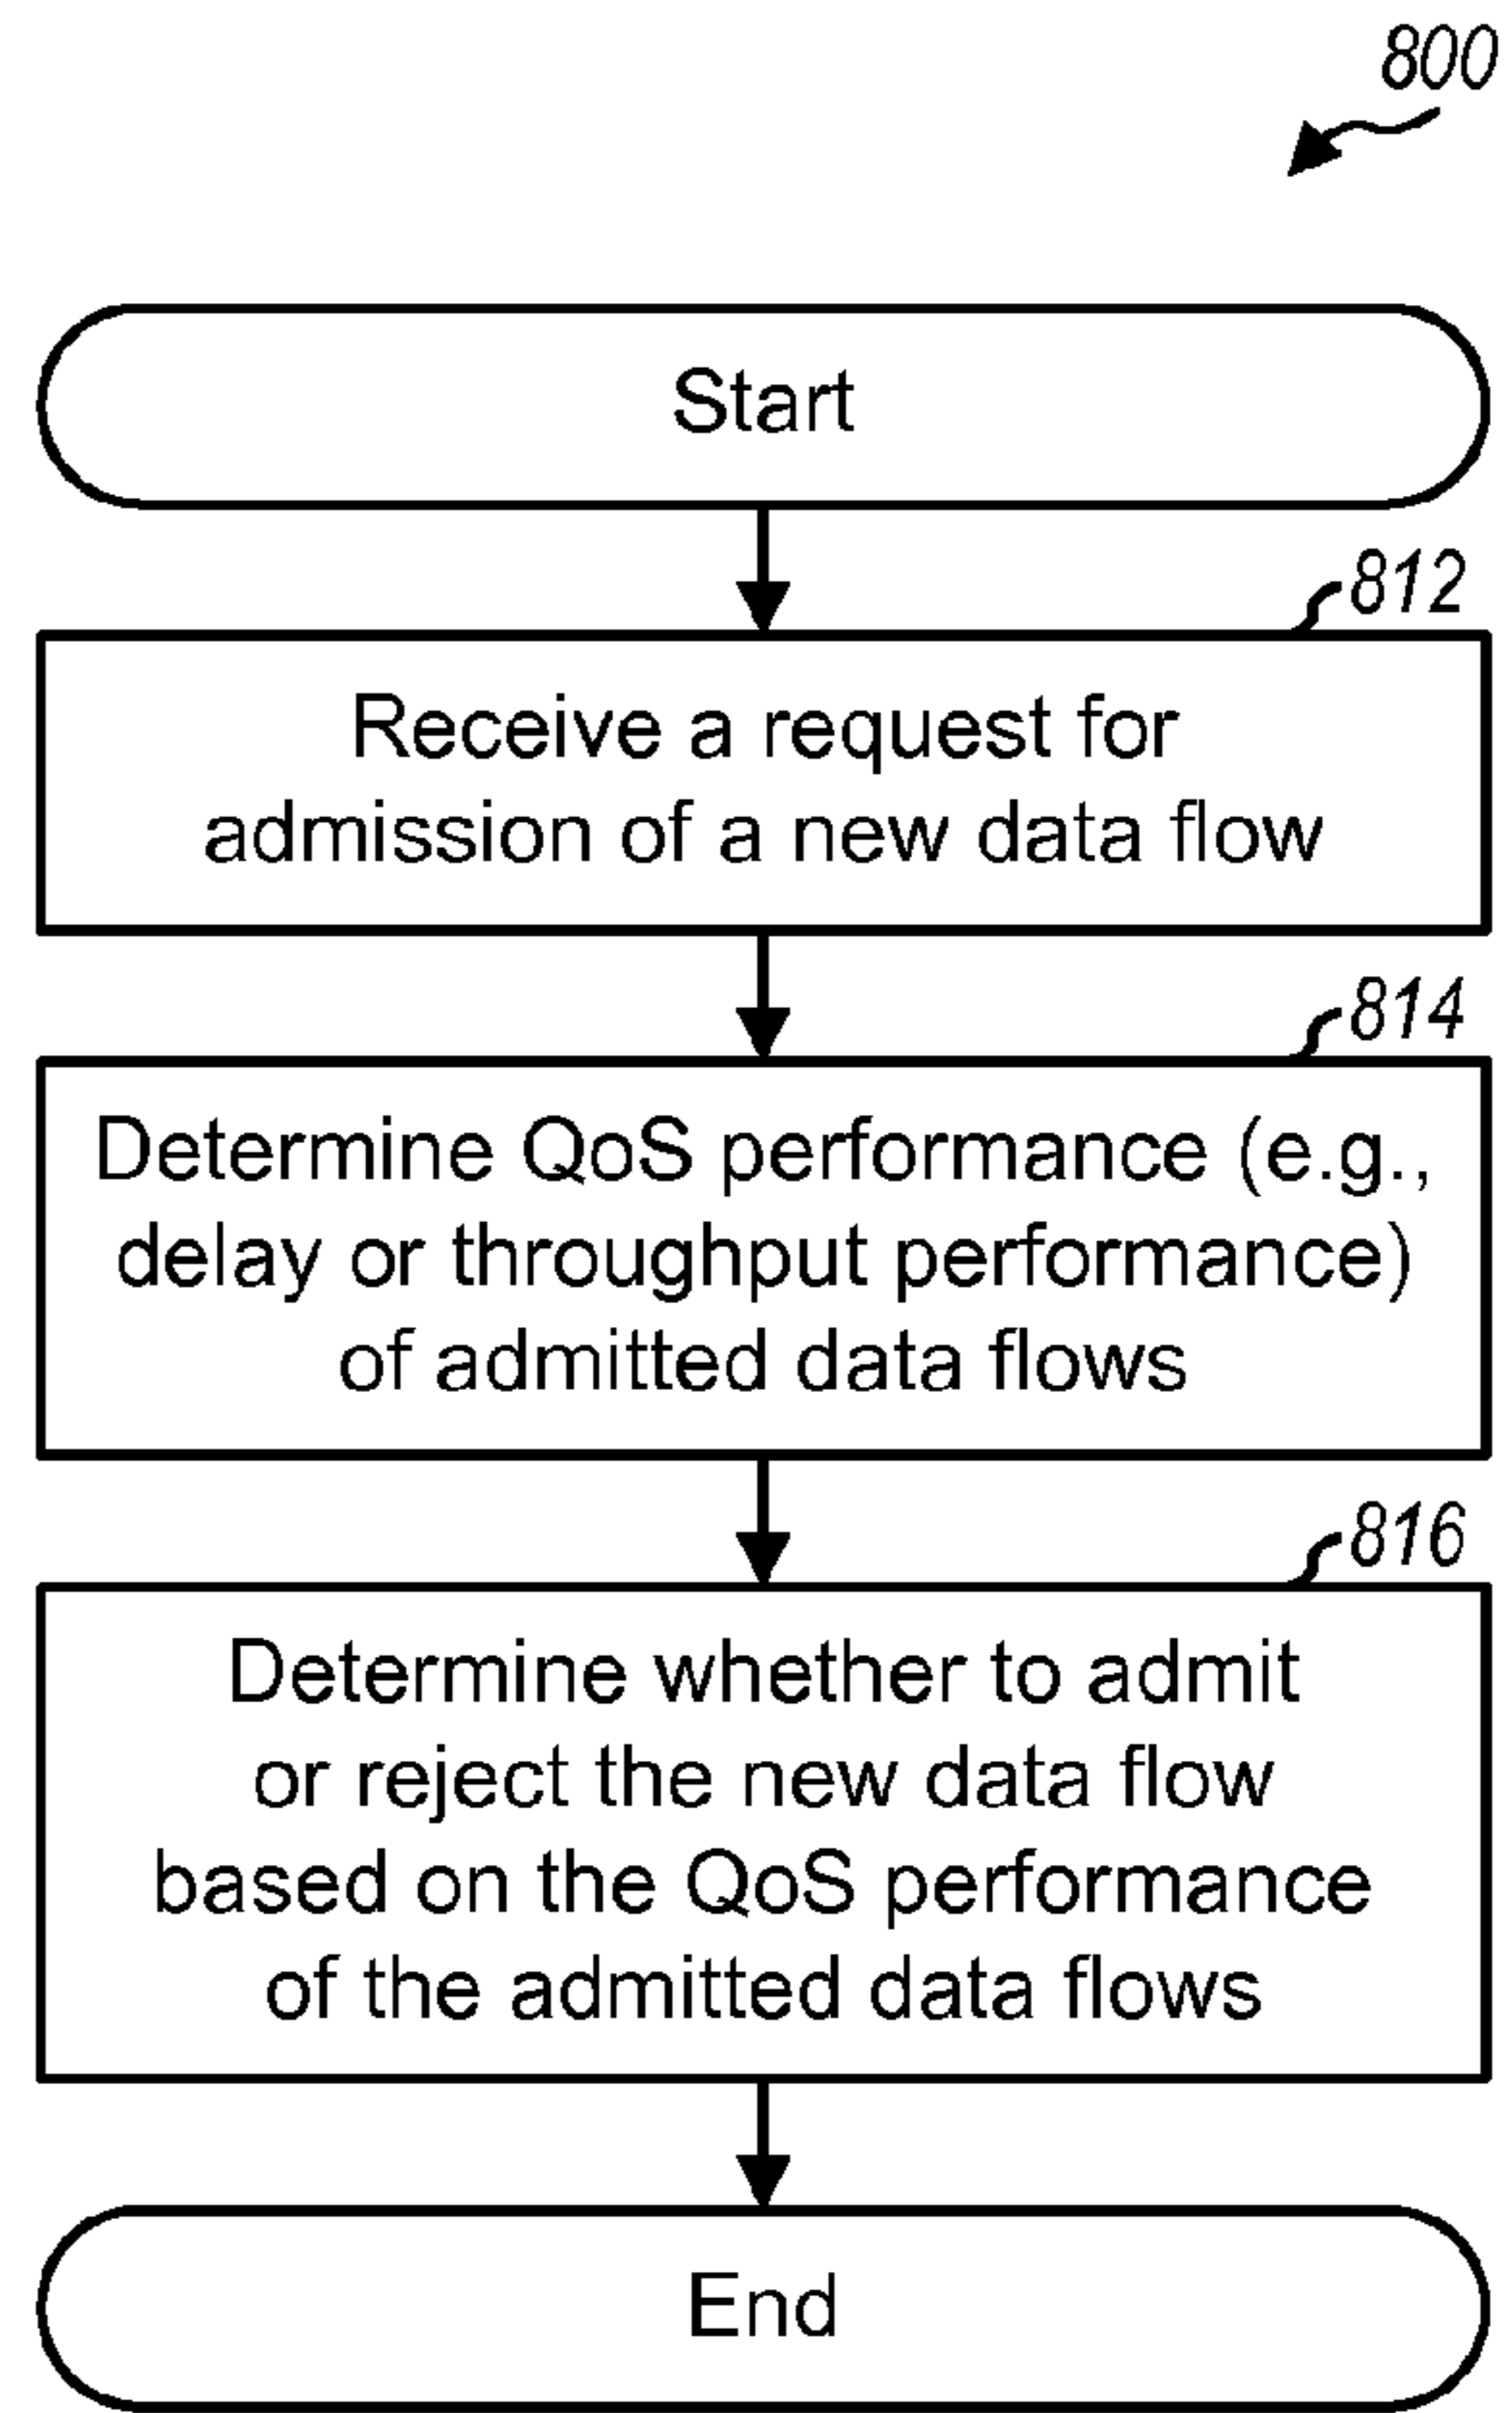 800
Start
812
Receive a request for
admission of a new data flow
814
Determine QoS performance (e.g.,
delay or throughput performance)
of admitted data flows
816
Determine whether to admit
or reject the new data flow
based on the QoS performance
of the admitted data flows
End